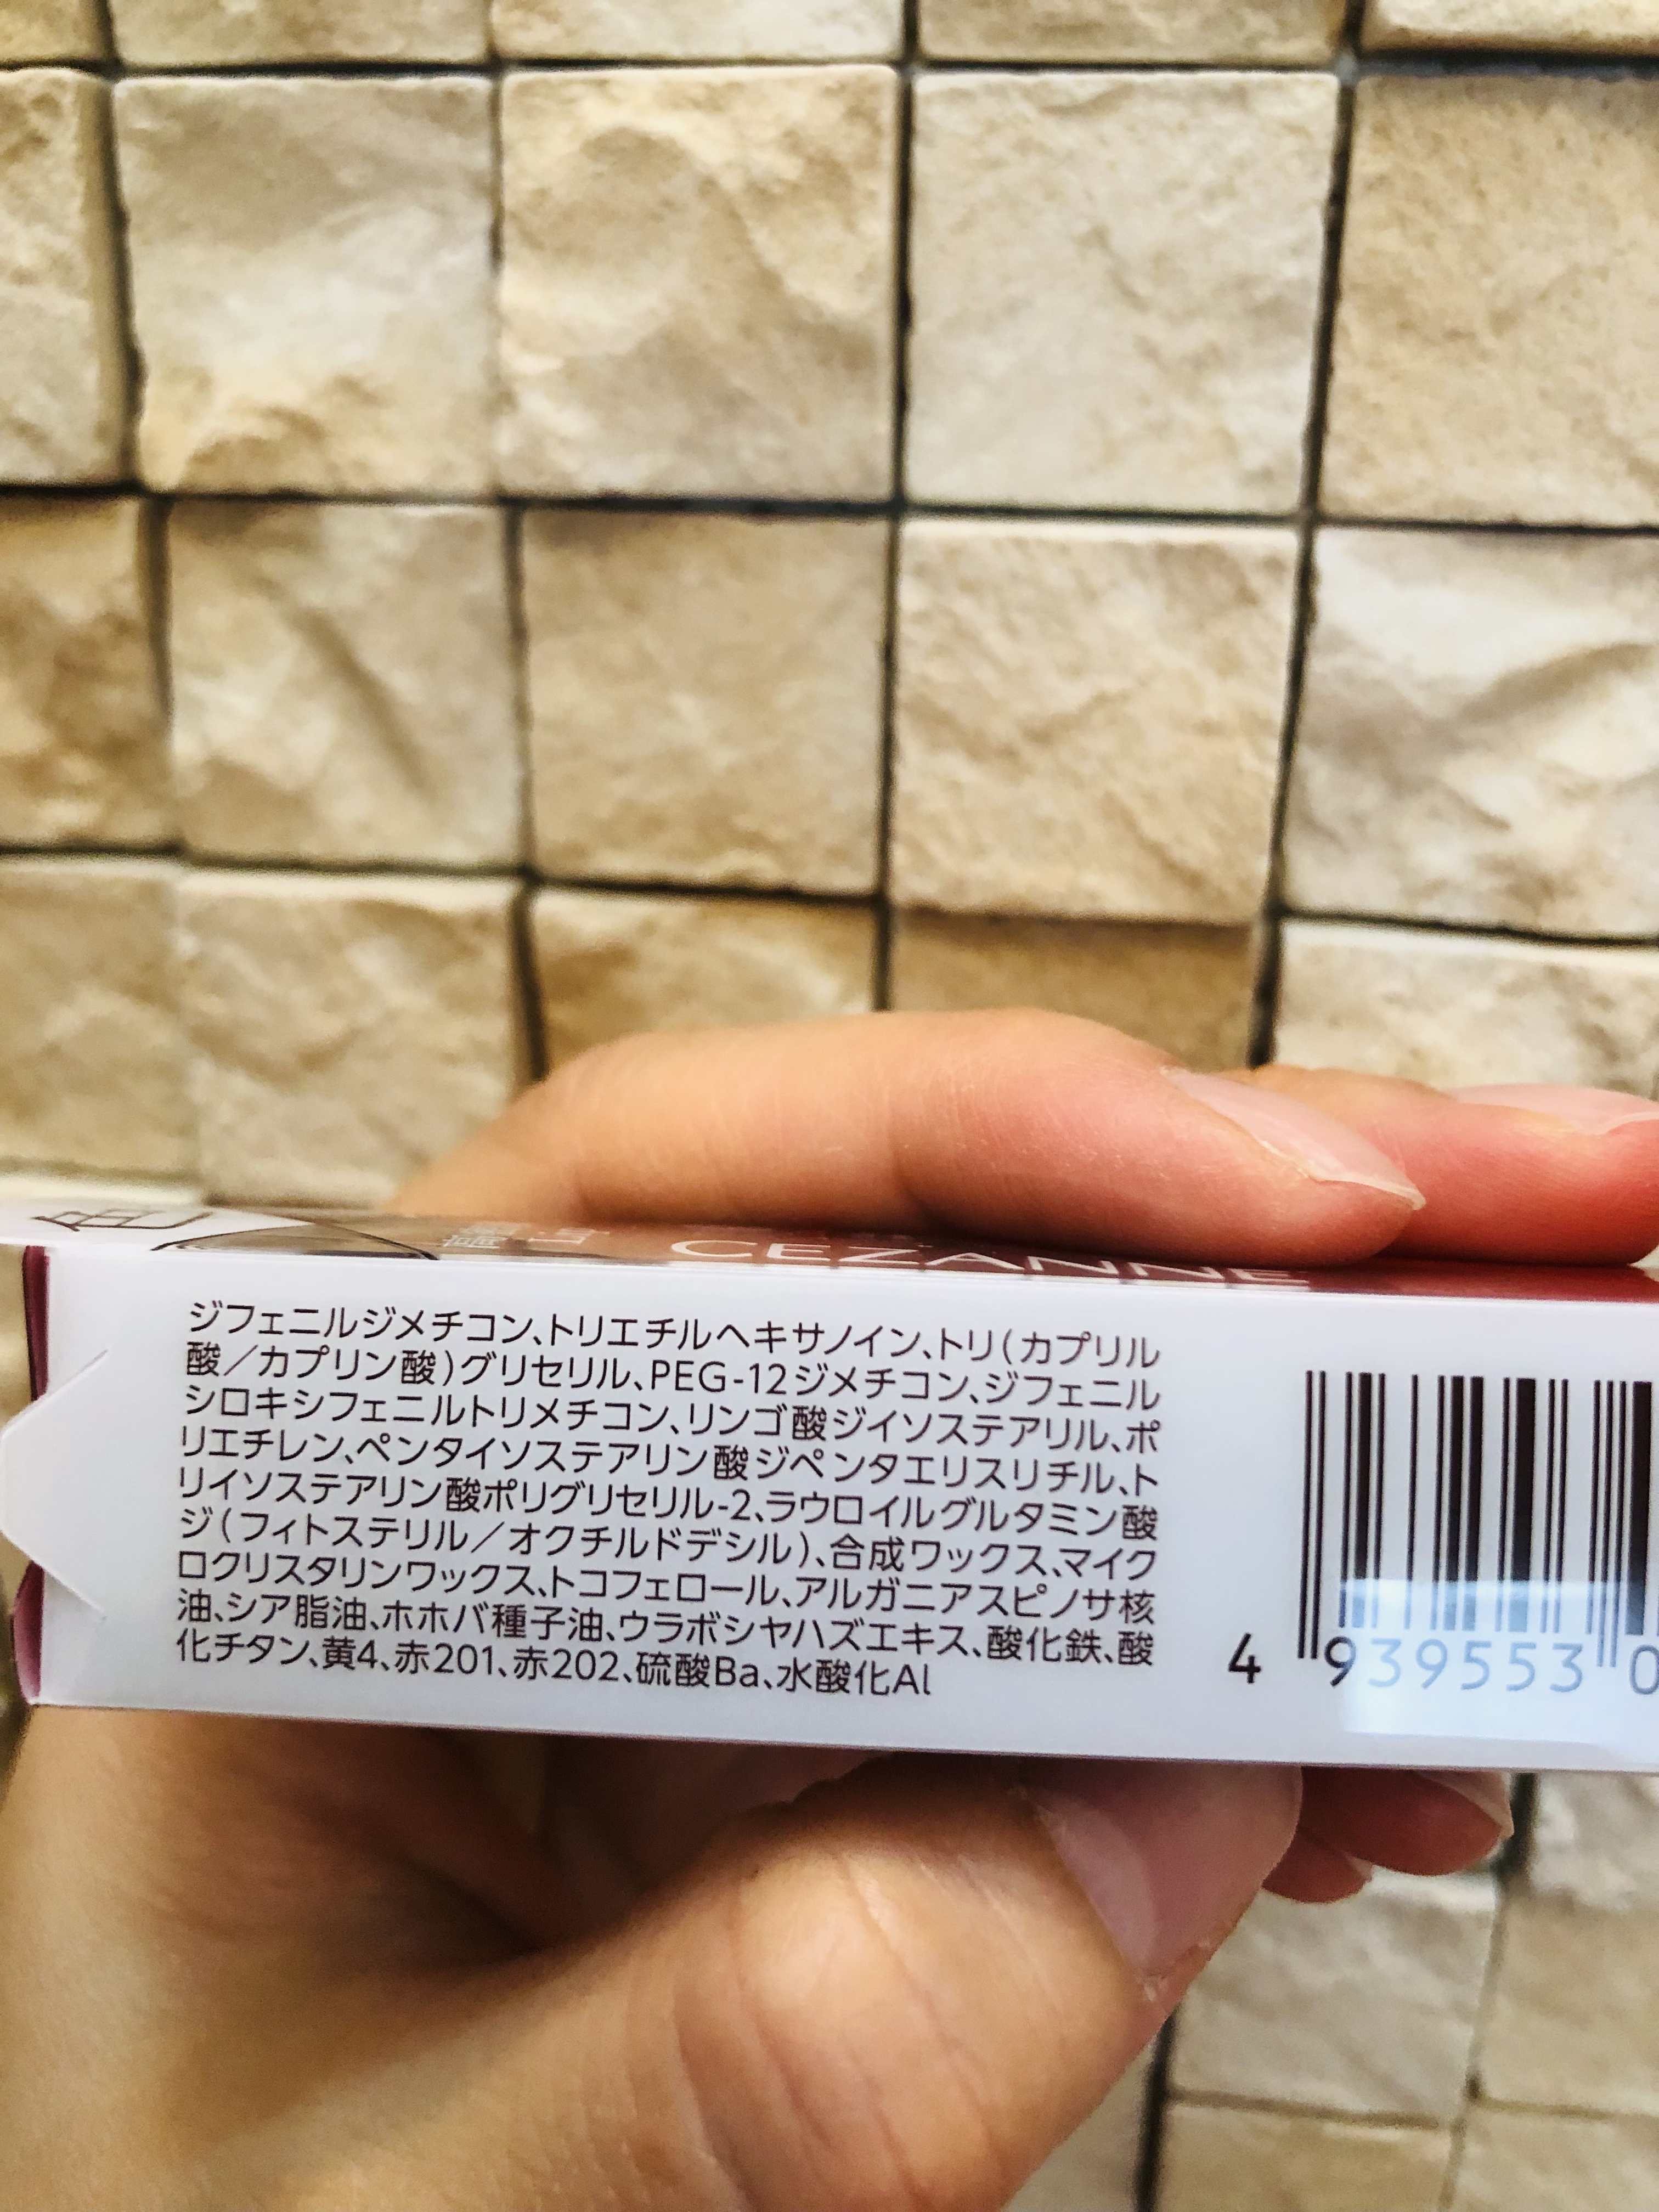 CEZANNE
ジフェニルジメチコン、トリエチルヘキサノイン、トリ(カプリル
酸/カプリン酸)グリセリル、PEG-12ジメチコン、ジフェニル
シロキシフェニルトリメチコン、リンゴ酸ジイソステアリル、ポ
リエチレン、ペンタイソステアリン酸ジペンタエリスリチル、ト
リイソステアリン酸ポリグリセリル-2、ラウロイルグルタミン酸
ジ(フィトステリル/オクチルドデシル)、合成ワックス、マイク
ロクリスタリンワックス、トコフェロール、アルガニアスピノサ核
油、シア脂油、ホホバ種子油、ウラボシヤハズエキス、酸化鉄、酸
化チタン、黄4、赤201、赤202、硫酸Ba、水酸化Al
4 939553 0